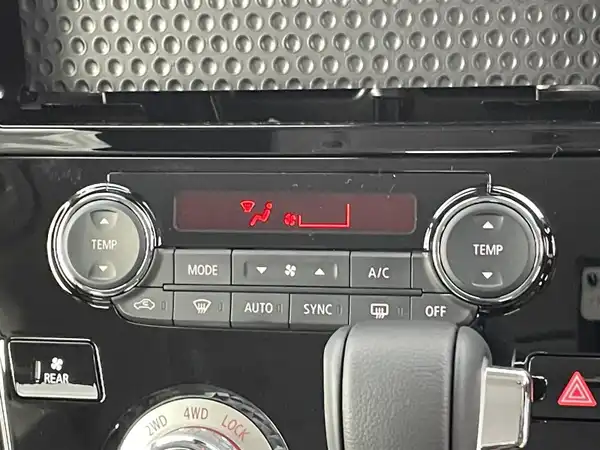 TEMP
TEMP
MODE
A/C
AUTO
SYNC
OFF
REAR
2WD 4WD LOCK